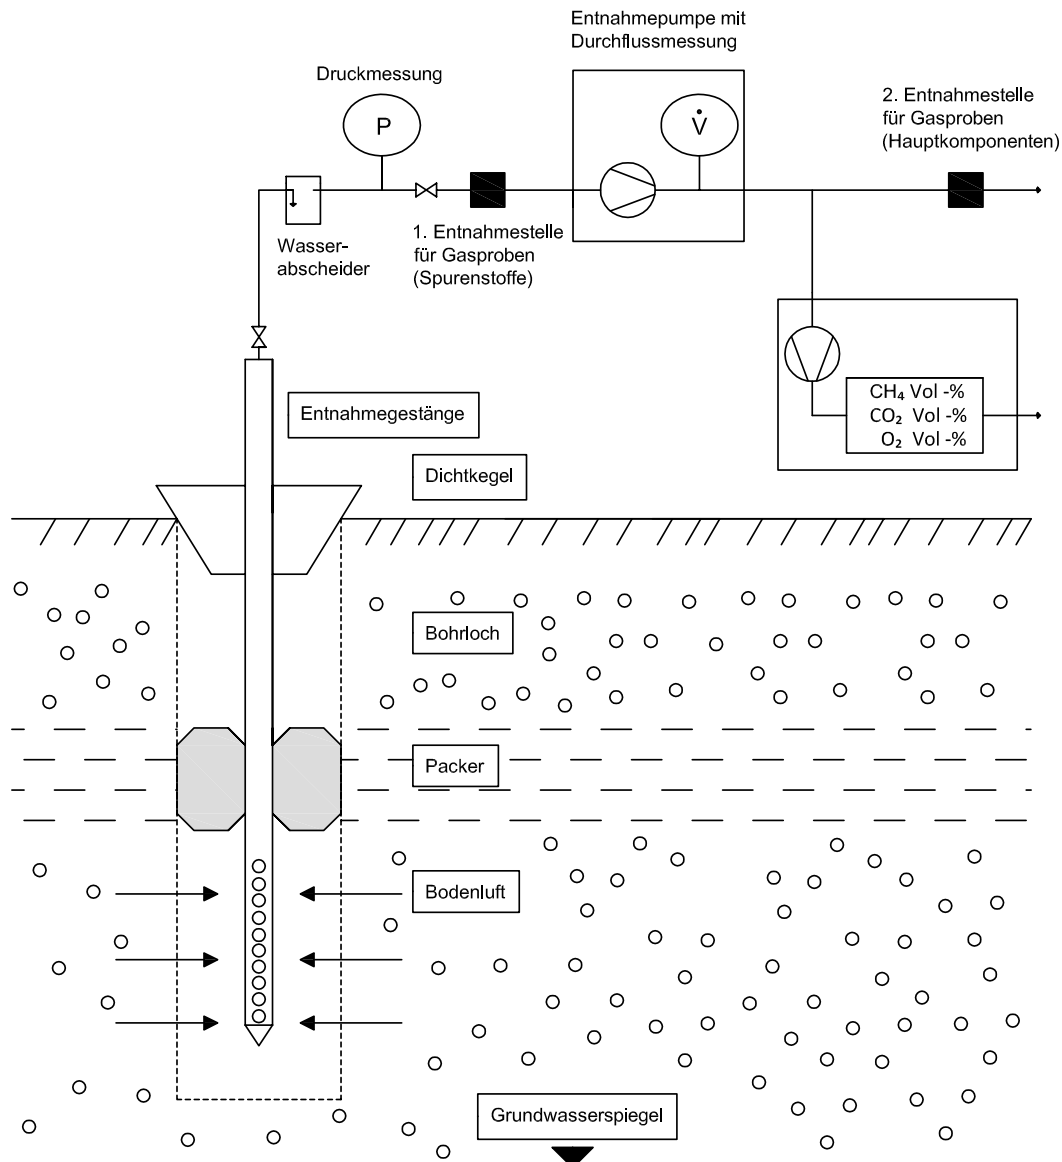 Entnahmepumpe mit
Durchflussmessung
Druckmessung
P
V̇
2. Entnahmestelle
für Gasproben
(Hauptkomponenten)
1. Entnahmestelle
für Gasproben
(Spurenstoffe)
Wasser-
abscheider
CH₄ Vol -%
CO₂ Vol -%
O₂ Vol -%
Entnahmegestänge
Dichtkegel
Bohrloch
Packer
Bodenluft
Grundwasserspiegel